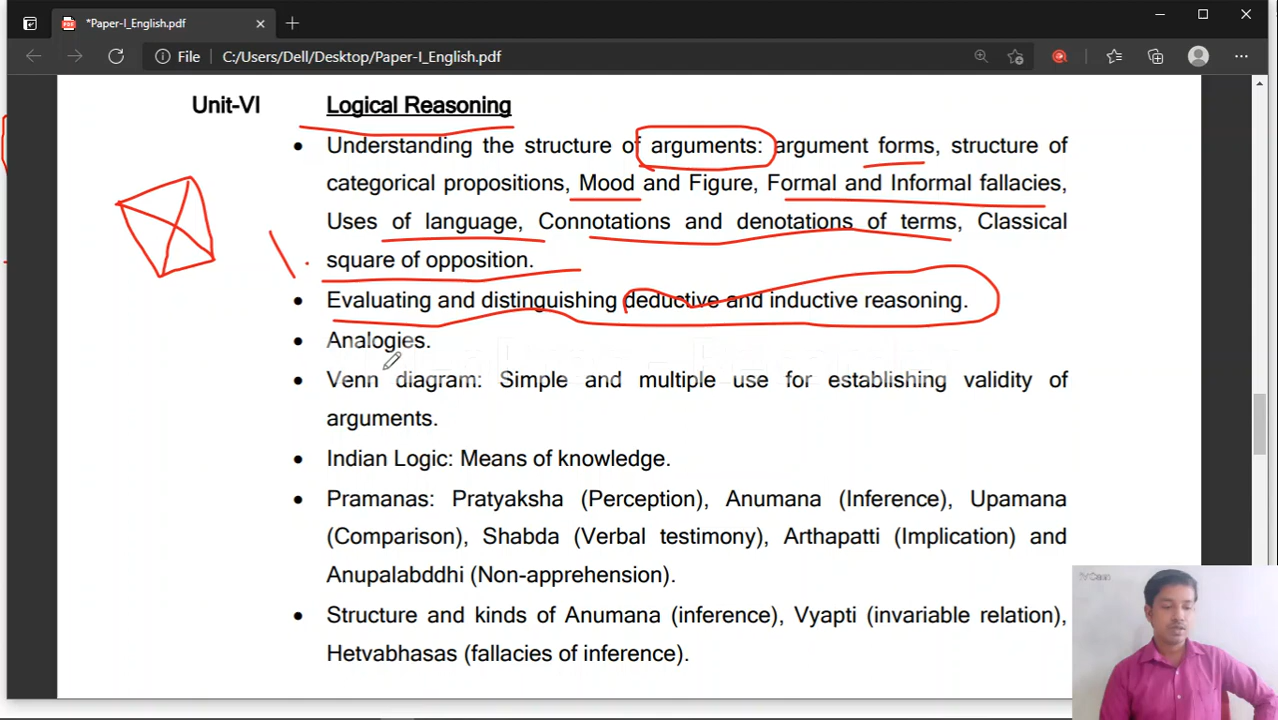 *Paper-I_English.pdf
File C:/Users/Dell/Desktop/Paper-I_English.pdf
Unit-VI Logical Reasoning
• Understanding the structure of arguments: argument forms, structure of
categorical propositions, Mood and Figure, Formal and Informal fallacies,
Uses of language, Connotations and denotations of terms, Classical
square of opposition.
• Evaluating and distinguishing deductive and inductive reasoning.
• Analogies.
• Venn diagram: Simple and multiple use for establishing validity of
arguments.
• Indian Logic: Means of knowledge.
• Pramanas: Pratyaksha (Perception), Anumana (Inference), Upamana
(Comparison), Shabda (Verbal testimony), Arthapatti (Implication) and
Anupalabddhi (Non-apprehension).
• Structure and kinds of Anumana (inference), Vyapti (invariable relation),
Hetvabhasas (fallacies of inference).